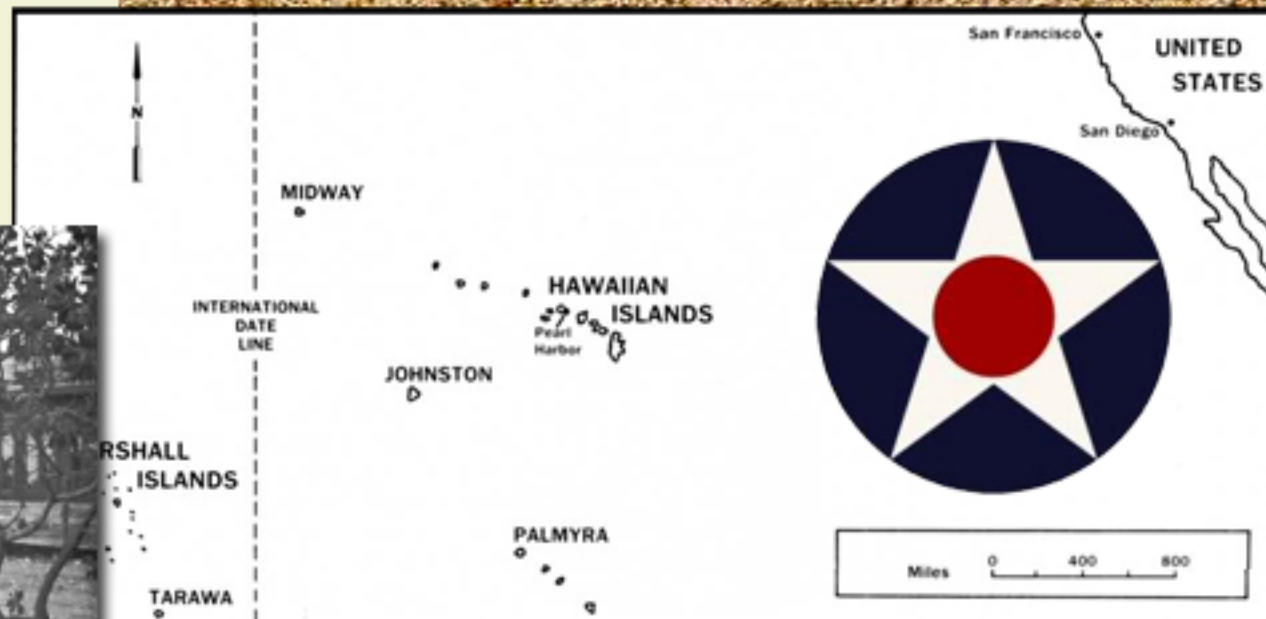 San Francisco
UNITED
STATES
N
San Diego
MIDWAY
HAWAIIAN
ISLANDS
Pearl
Harbor
INTERNATIONAL
DATE
LINE
JOHNSTON
RSHALL
ISLANDS
PALMYRA
Miles 0 400 800
TARAWA